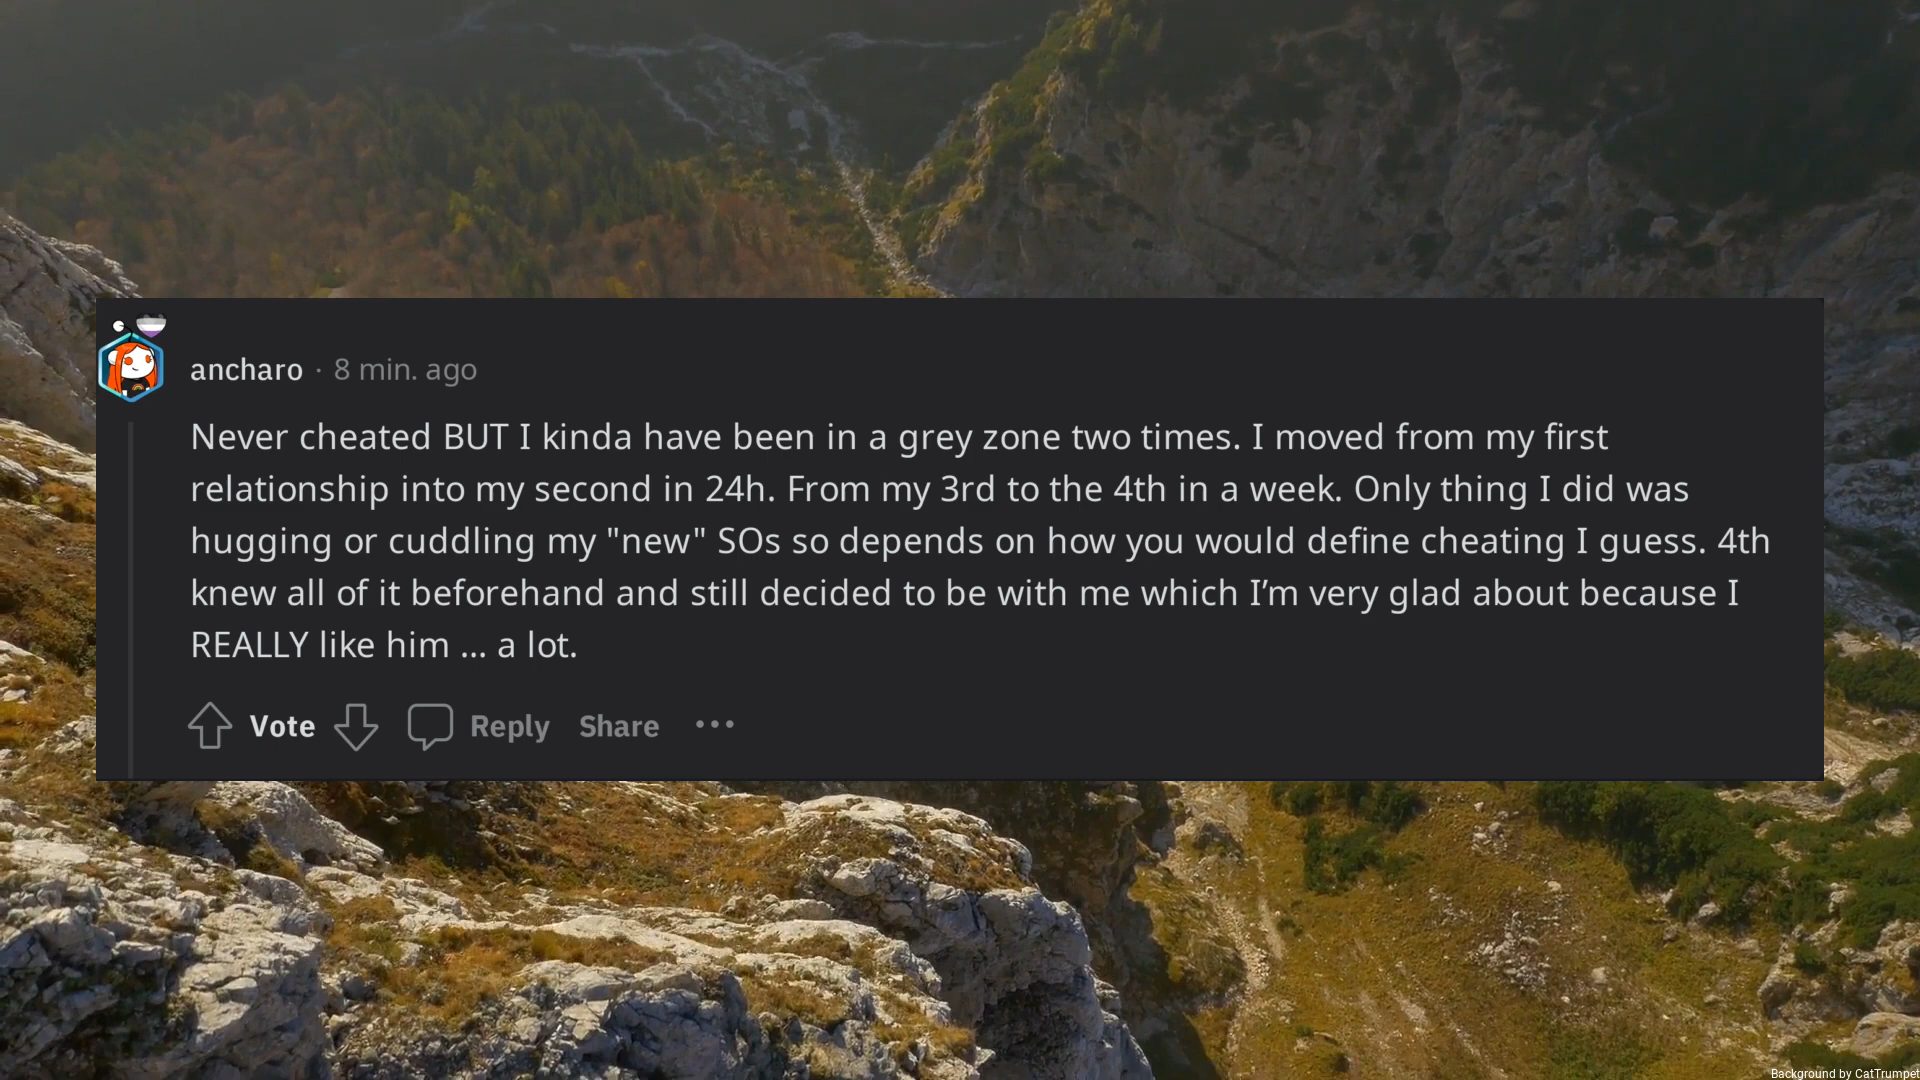 ancharo · 8 min. ago
Never cheated BUT I kinda have been in a grey zone two times. I moved from my first
relationship into my second in 24h. From my 3rd to the 4th in a week. Only thing I did was
hugging or cuddling my "new" SOs so depends on how you would define cheating I guess. 4th
knew all of it beforehand and still decided to be with me which I’m very glad about because I
REALLY like him ... a lot.
Vote Reply Share ···
Background by CatTrumpet